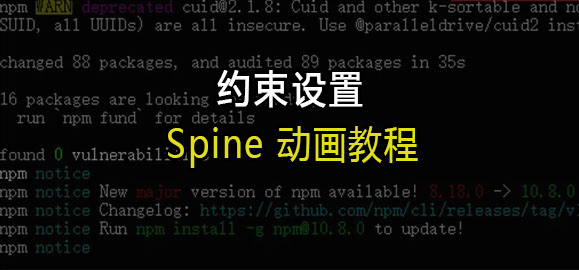 npm WARN deprecated cuid@2.1.8: Cuid and other k-sortable and no
SUID, all UUIDs) are all insecure. Use @paralleldrive/cuid2 inst
changed 88 packages, and audited 89 packages in 35s
约束设置
16 packages are looking
run `npm fund` for details
Spine 动画教程
found 0 vulnerabili
npm notice
npm notice New major version of npm available! 8.18.0 -> 10.8.0
npm notice Changelog: https://github.com/npm/cli/releases/tag/v
npm notice Run npm install -g npm@10.8.0 to update!
npm notice